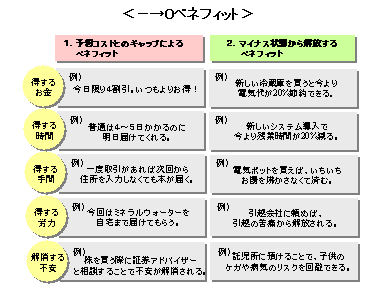 ＜－→０ベネフィット＞
1. 予想コストとのギャップによる
ベネフィット
2. マイナス状態から解放する
ベネフィット
得する
お金
例）
今日限り4割引。いつもよりお得！
例）
新しい冷蔵庫を買うと今より
電気代が20%節約できる。
得する
時間
例）
普通は4～5日かかるのに
明日届けてくれる。
例）
新しいシステム導入で
今より残業時間が20%減る。
得する
手間
例）
一度取引があれば次回から
住所を入力しなくても本が届く。
例）
電気ポットを買えば、いちいち
お湯を沸かさなくて済む。
得する
労力
例）
今回はミネラルウォーターを
自宅まで届けてもらう。
例）
引越会社に頼めば、
引越の苦痛から解放される。
解消する
不安
例）
株を買う際に証券アドバイザー
と相談することで不安が解消される。
例）
託児所に預けることで、子供の
ケガや病気のリスクを回避できる。